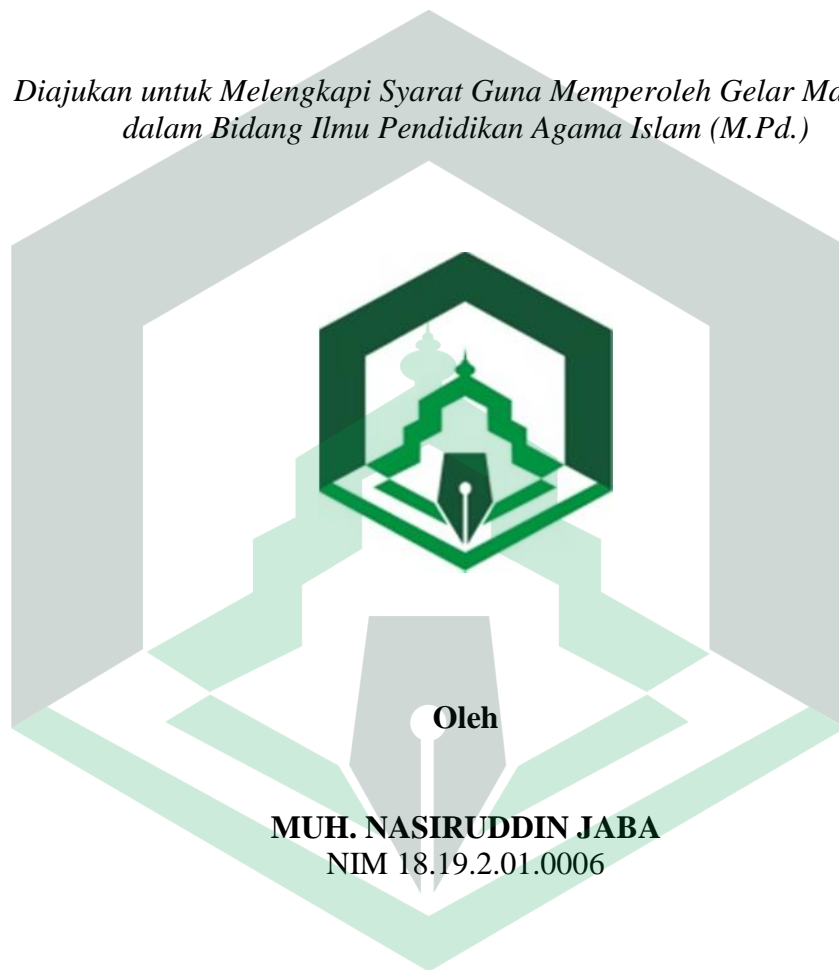 Diajukan untuk Melengkapi Syarat Guna Memperoleh Gelar Ma
dalam Bidang Ilmu Pendidikan Agama Islam (M.Pd.)
Oleh
MUH. NASIRUDDIN JABA
NIM 18.19.2.01.0006